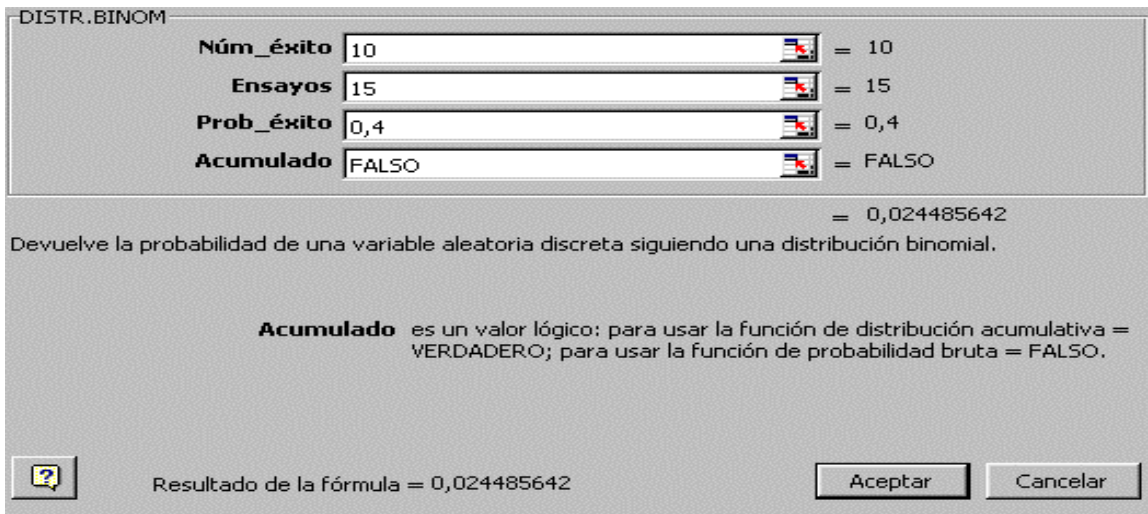 DISTR.BINOM
Núm_éxito 10 = 10
Ensayos 15 = 15
Prob_éxito 0,4 = 0,4
Acumulado FALSO = FALSO
= 0,024485642
Devuelve la probabilidad de una variable aleatoria discreta siguiendo una distribución binomial.
Acumulado es un valor lógico: para usar la función de distribución acumulativa =
VERDADERO; para usar la función de probabilidad bruta = FALSO.
? Resultado de la fórmula = 0,024485642 Aceptar Cancelar